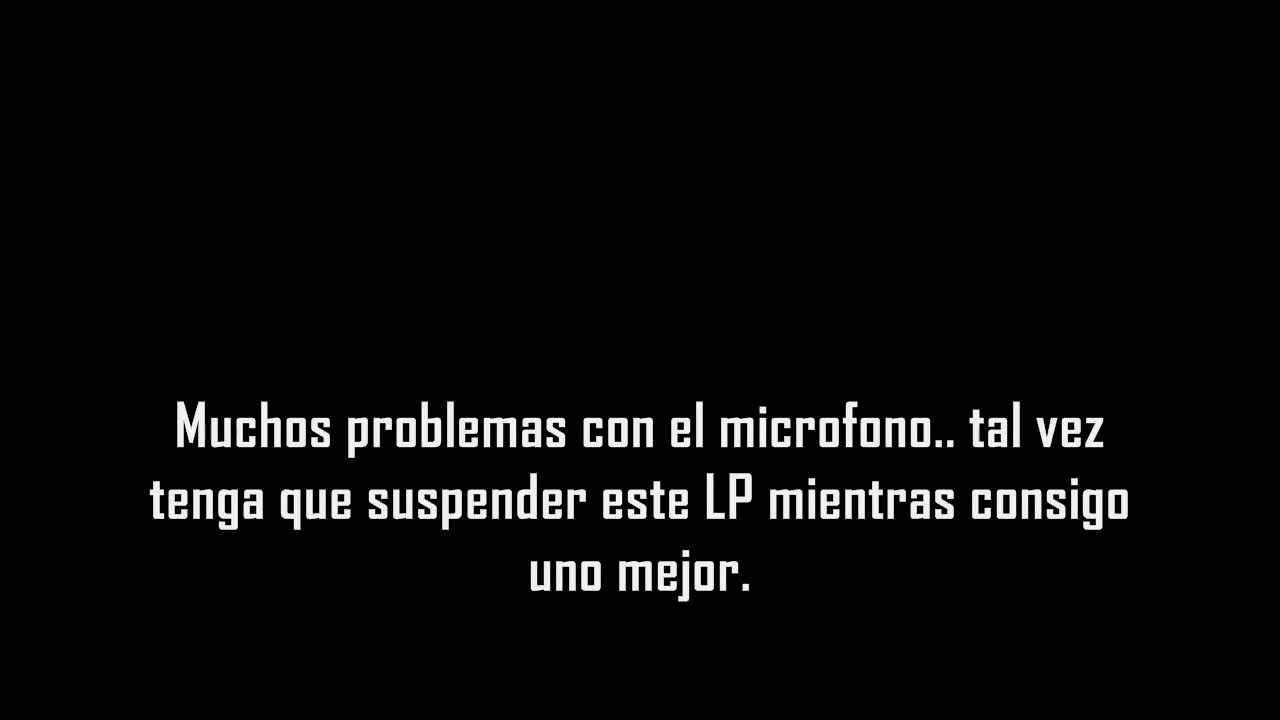 Muchos problemas con el microfono.. tal vez
tenga que suspender este LP mientras consigo
uno mejor.